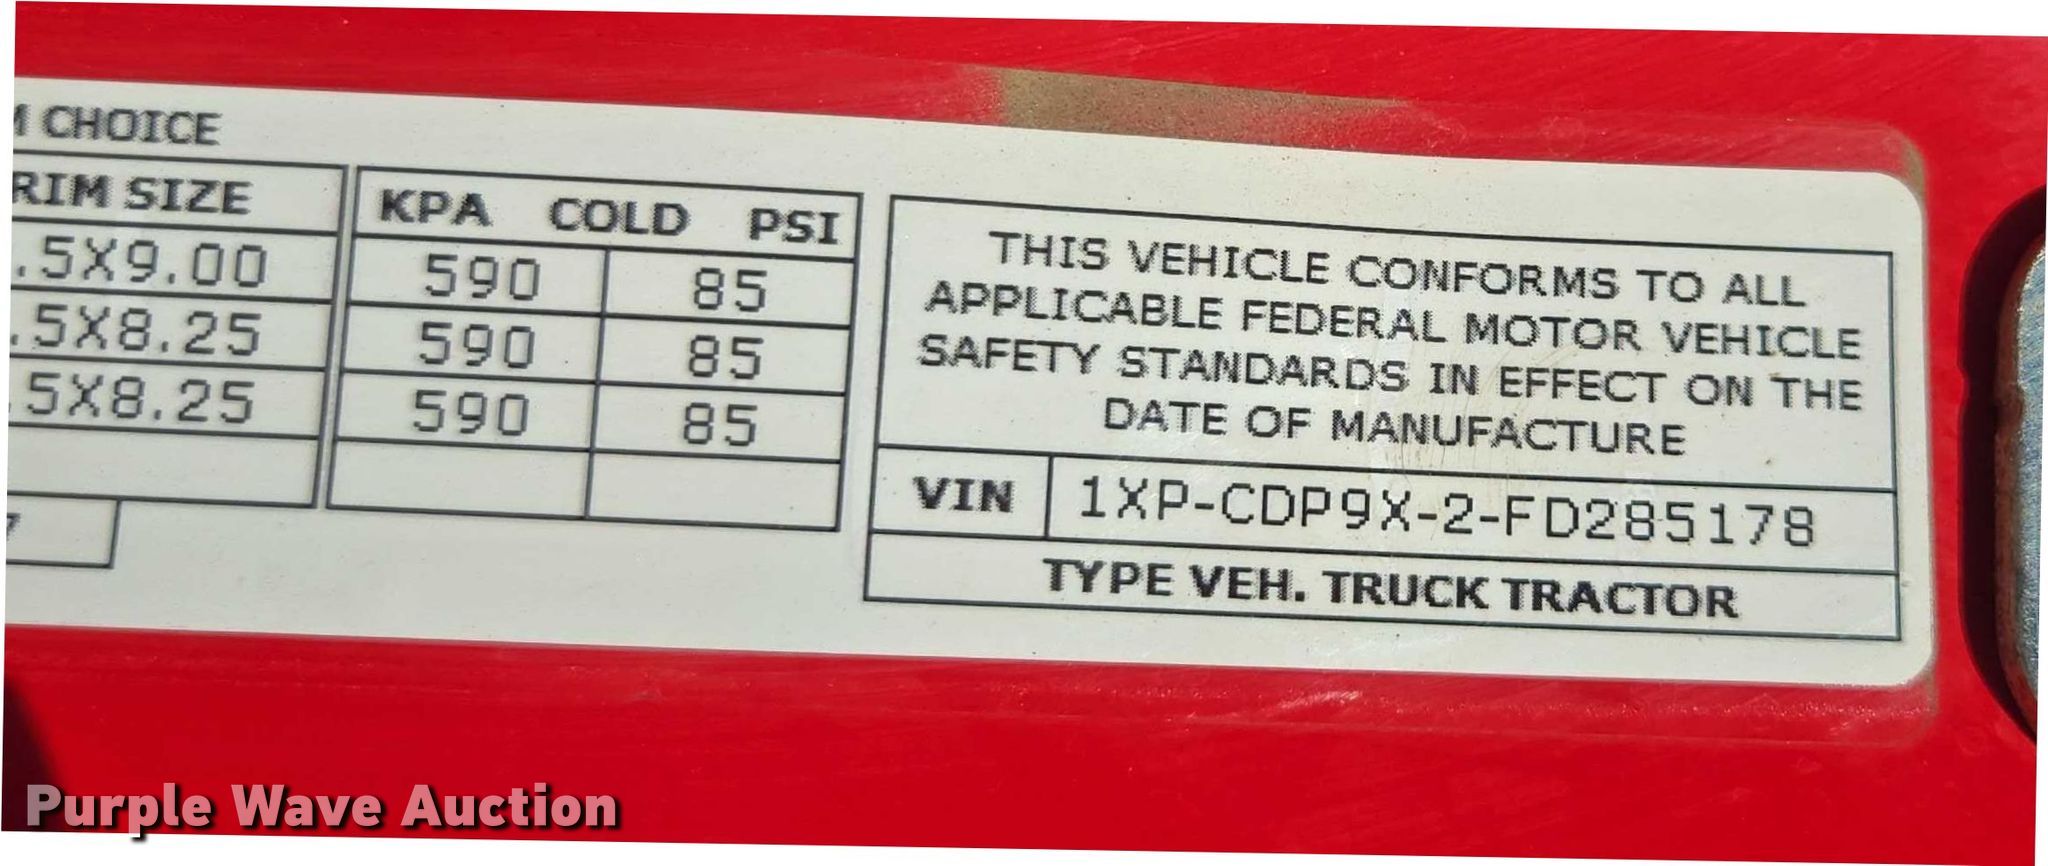 M CHOICE
RIM SIZE
KPA COLD PSI
.5X9.00 590 85
.5X8.25 590 85
.5X8.25 590 85
7
THIS VEHICLE CONFORMS TO ALL
APPLICABLE FEDERAL MOTOR VEHICLE
SAFETY STANDARDS IN EFFECT ON THE
DATE OF MANUFACTURE
VIN 1XP-CDP9X-2-FD285178
TYPE VEH. TRUCK TRACTOR
Purple Wave Auction